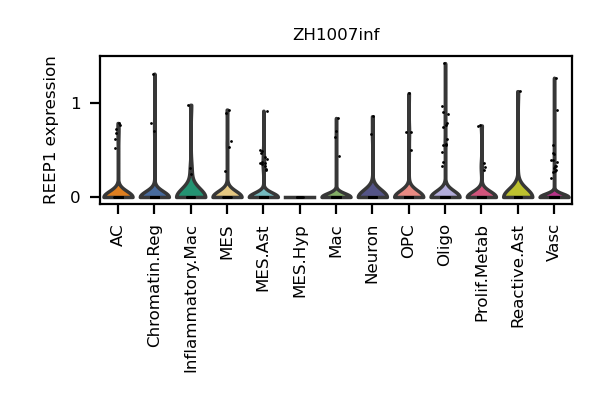 ZH1007inf
REEP1 expression
1
0
AC
Chromatin.Reg
Inflammatory.Mac
MES
MES.Ast
MES.Hyp
Mac
Neuron
OPC
Oligo
Prolif.Metab
Reactive.Ast
Vasc